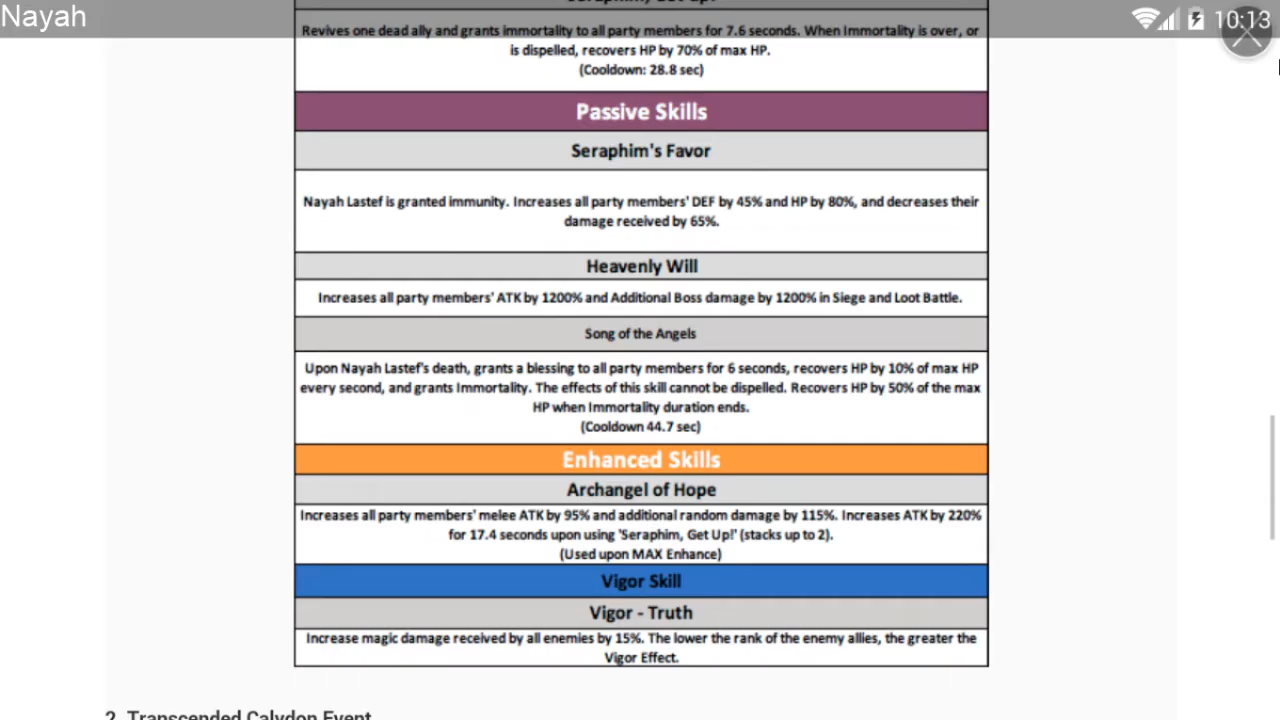 Nayah
10:13
Seraphim, Get Up!
Revives one dead ally and grants immortality to all party members for 7.6 seconds. When Immortality is over, or
is dispelled, recovers HP by 70% of max HP.
(Cooldown: 28.8 sec)
Passive Skills
Seraphim's Favor
Nayah Lastef is granted immunity. Increases all party members' DEF by 45% and HP by 80%, and decreases their
damage received by 65%.
Heavenly Will
Increases all party members' ATK by 1200% and Additional Boss damage by 1200% in Siege and Loot Battle.
Song of the Angels
Upon Nayah Lastef's death, grants a blessing to all party members for 6 seconds, recovers HP by 10% of max HP
every second, and grants Immortality. The effects of this skill cannot be dispelled. Recovers HP by 50% of the max
HP when Immortality duration ends.
(Cooldown 44.7 sec)
Enhanced Skills
Archangel of Hope
Increases all party members' melee ATK by 95% and additional random damage by 115%. Increases ATK by 220%
for 17.4 seconds upon using 'Seraphim, Get Up!' (stacks up to 2).
(Used upon MAX Enhance)
Vigor Skill
Vigor - Truth
Increase magic damage received by all enemies by 15%. The lower the rank of the enemy allies, the greater the
Vigor Effect.
2. Transcended Calydon Event